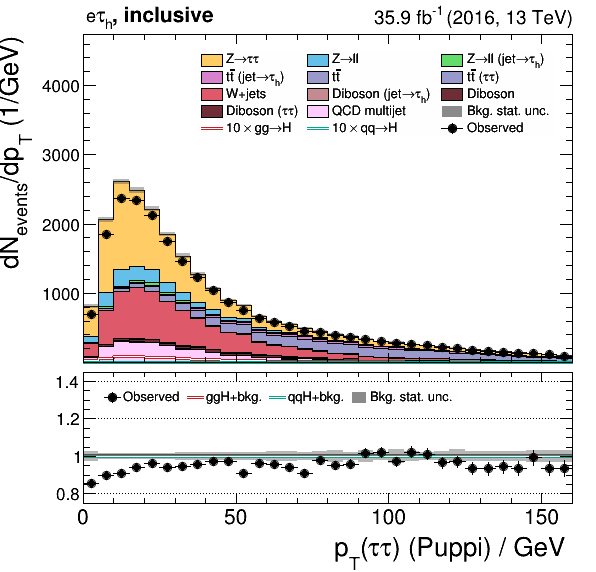 eτh, inclusive 35.9 fb-1 (2016, 13 TeV)
dNevents/dpT (1/GeV)
4000
3000
2000
1000
Z→ττ Z→ll Z→ll (jet→τh)
tt̄ (jet→τh) tt̄ tt̄ (ττ)
W+jets Diboson (jet→τh) Diboson
Diboson (ττ) QCD multijet Bkg. stat. unc.
10 × gg→H 10 × qq→H Observed
1.4
1.2
1
0.8
Observed ggH+bkg. qqH+bkg. Bkg. stat. unc.
0 50 100 150
pT(ττ) (Puppi) / GeV